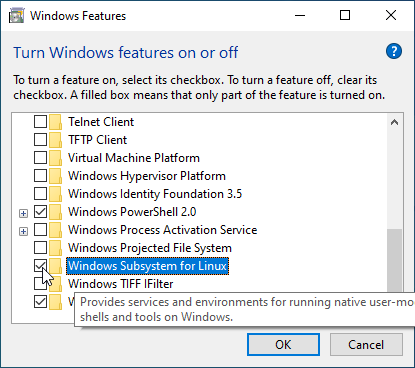 Windows Features
Turn Windows features on or off
To turn a feature on, select its checkbox. To turn a feature off, clear its
checkbox. A filled box means that only part of the feature is turned on.
Telnet Client
TFTP Client
Virtual Machine Platform
Windows Hypervisor Platform
Windows Identity Foundation 3.5
Windows PowerShell 2.0
Windows Process Activation Service
Windows Projected File System
Windows Subsystem for Linux
Windows TIFF IFilter
Provides services and environments for running native user-mo
shells and tools on Windows.
OK
Cancel